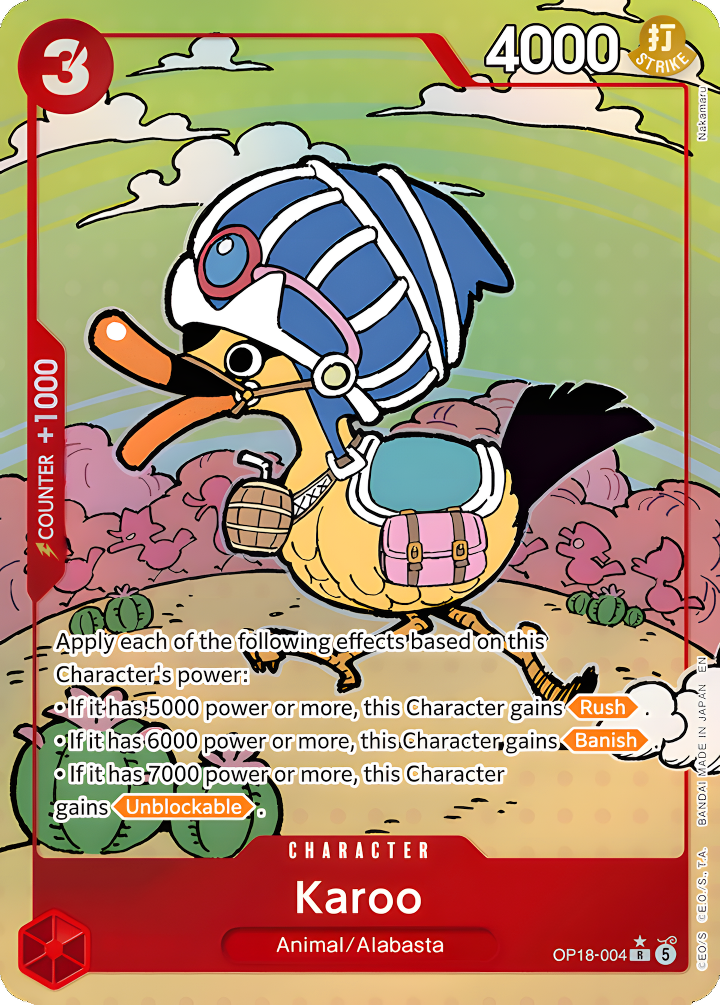 3
4000
打
STRIKE
Nakamaru
COUNTER +1000
Apply each of the following effects based on this
Character's power:
• If it has 5000 power or more, this Character gains Rush .
• If it has 6000 power or more, this Character gains Banish .
• If it has 7000 power or more, this Character
gains Unblockable .
CHARACTER
Karoo
Animal/Alabasta
OP18-004 ★ R 5
©E.O/S ©E.O./S., T.A. BANDAI MADE IN JAPAN EN